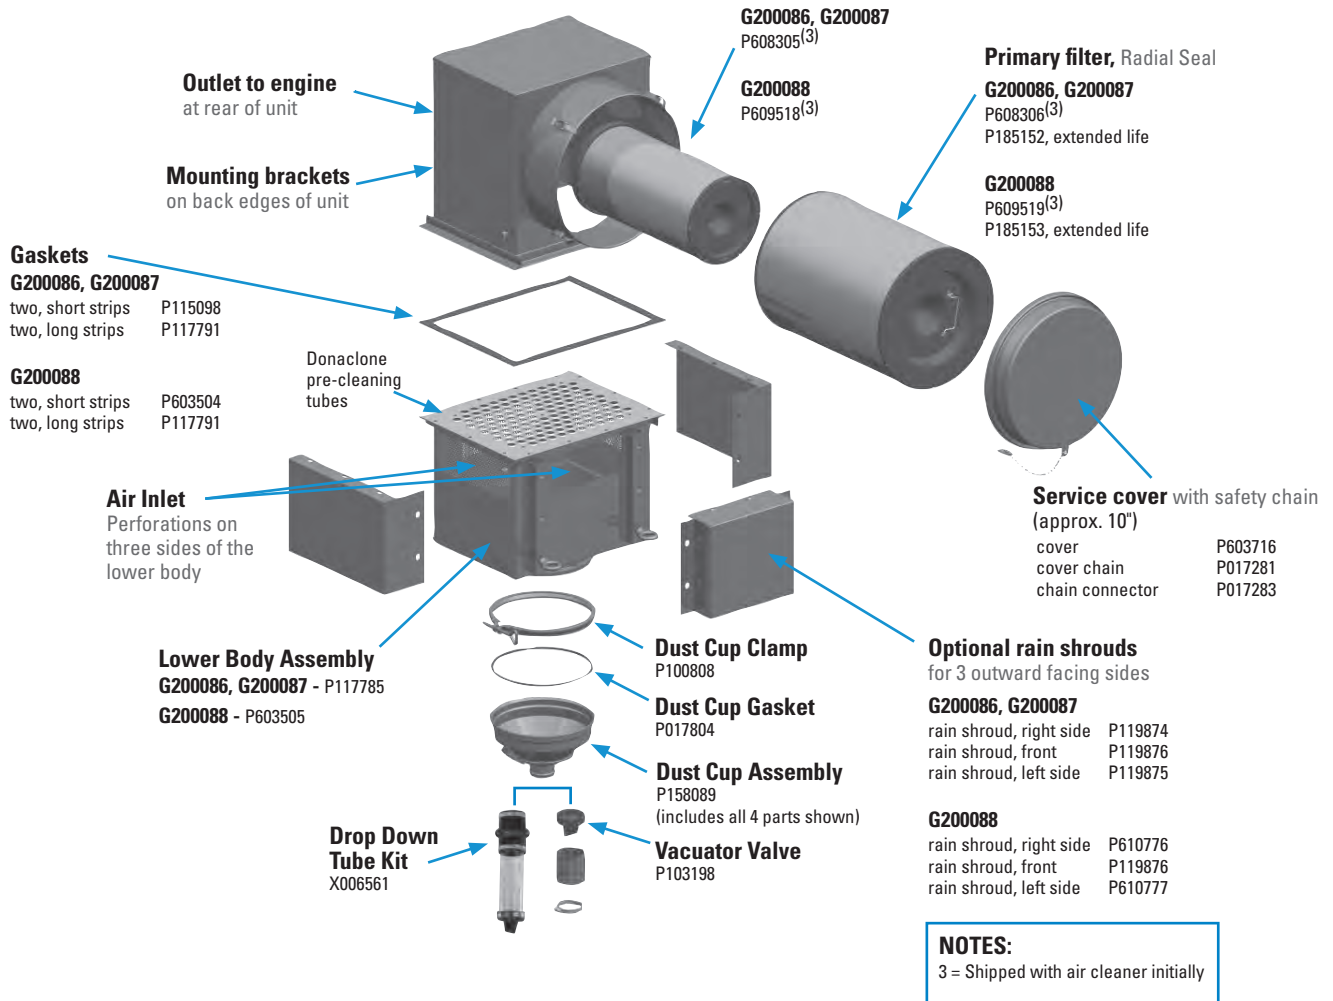 G200086, G200087
P608305(3)
G200088
P609518(3)
Primary filter, Radial Seal
G200086, G200087
P608306(3)
P185152, extended life
G200088
P609519(3)
P185153, extended life
Outlet to engine
at rear of unit
Mounting brackets
on back edges of unit
Gaskets
G200086, G200087
two, short strips P115098
two, long strips P117791
G200088
two, short strips P603504
two, long strips P117791
Donaclone
pre-cleaning
tubes
Air Inlet
Perforations on
three sides of the
lower body
Service cover with safety chain
(approx. 10")
cover P603716
cover chain P017281
chain connector P017283
Lower Body Assembly
G200086, G200087 - P117785
G200088 - P603505
Dust Cup Clamp
P100808
Dust Cup Gasket
P017804
Dust Cup Assembly
P158089
(includes all 4 parts shown)
Drop Down
Tube Kit
X006561
Vacuator Valve
P103198
Optional rain shrouds
for 3 outward facing sides
G200086, G200087
rain shroud, right side P119874
rain shroud, front P119876
rain shroud, left side P119875
G200088
rain shroud, right side P610776
rain shroud, front P119876
rain shroud, left side P610777
NOTES:
3 = Shipped with air cleaner initially